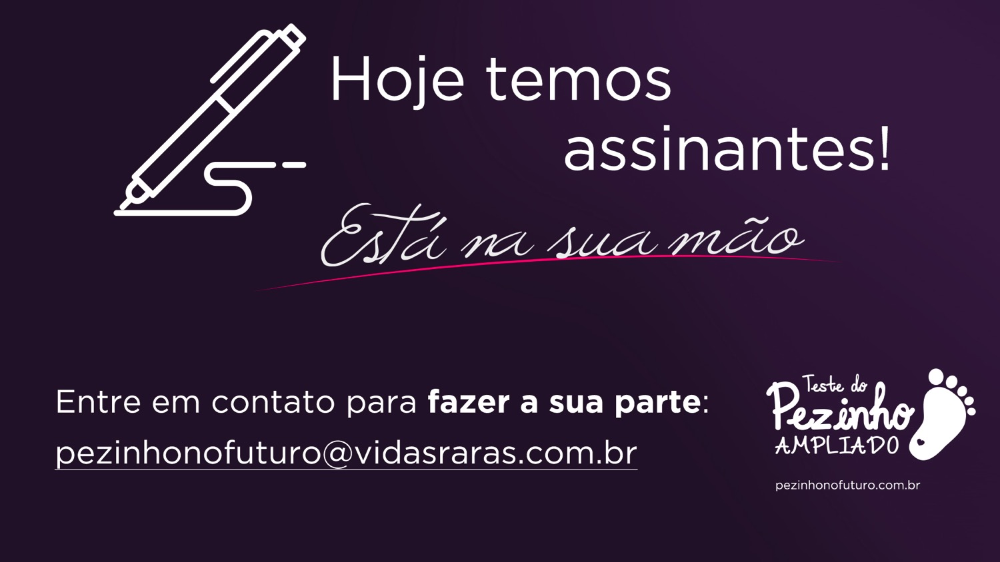 Hoje temos
assinantes!
Está na sua mão
Entre em contato para fazer a sua parte:
pezinhonofuturo@vidasraras.com.br
Teste do
Pezinho
AMPLIADO
pezinhonofuturo.com.br